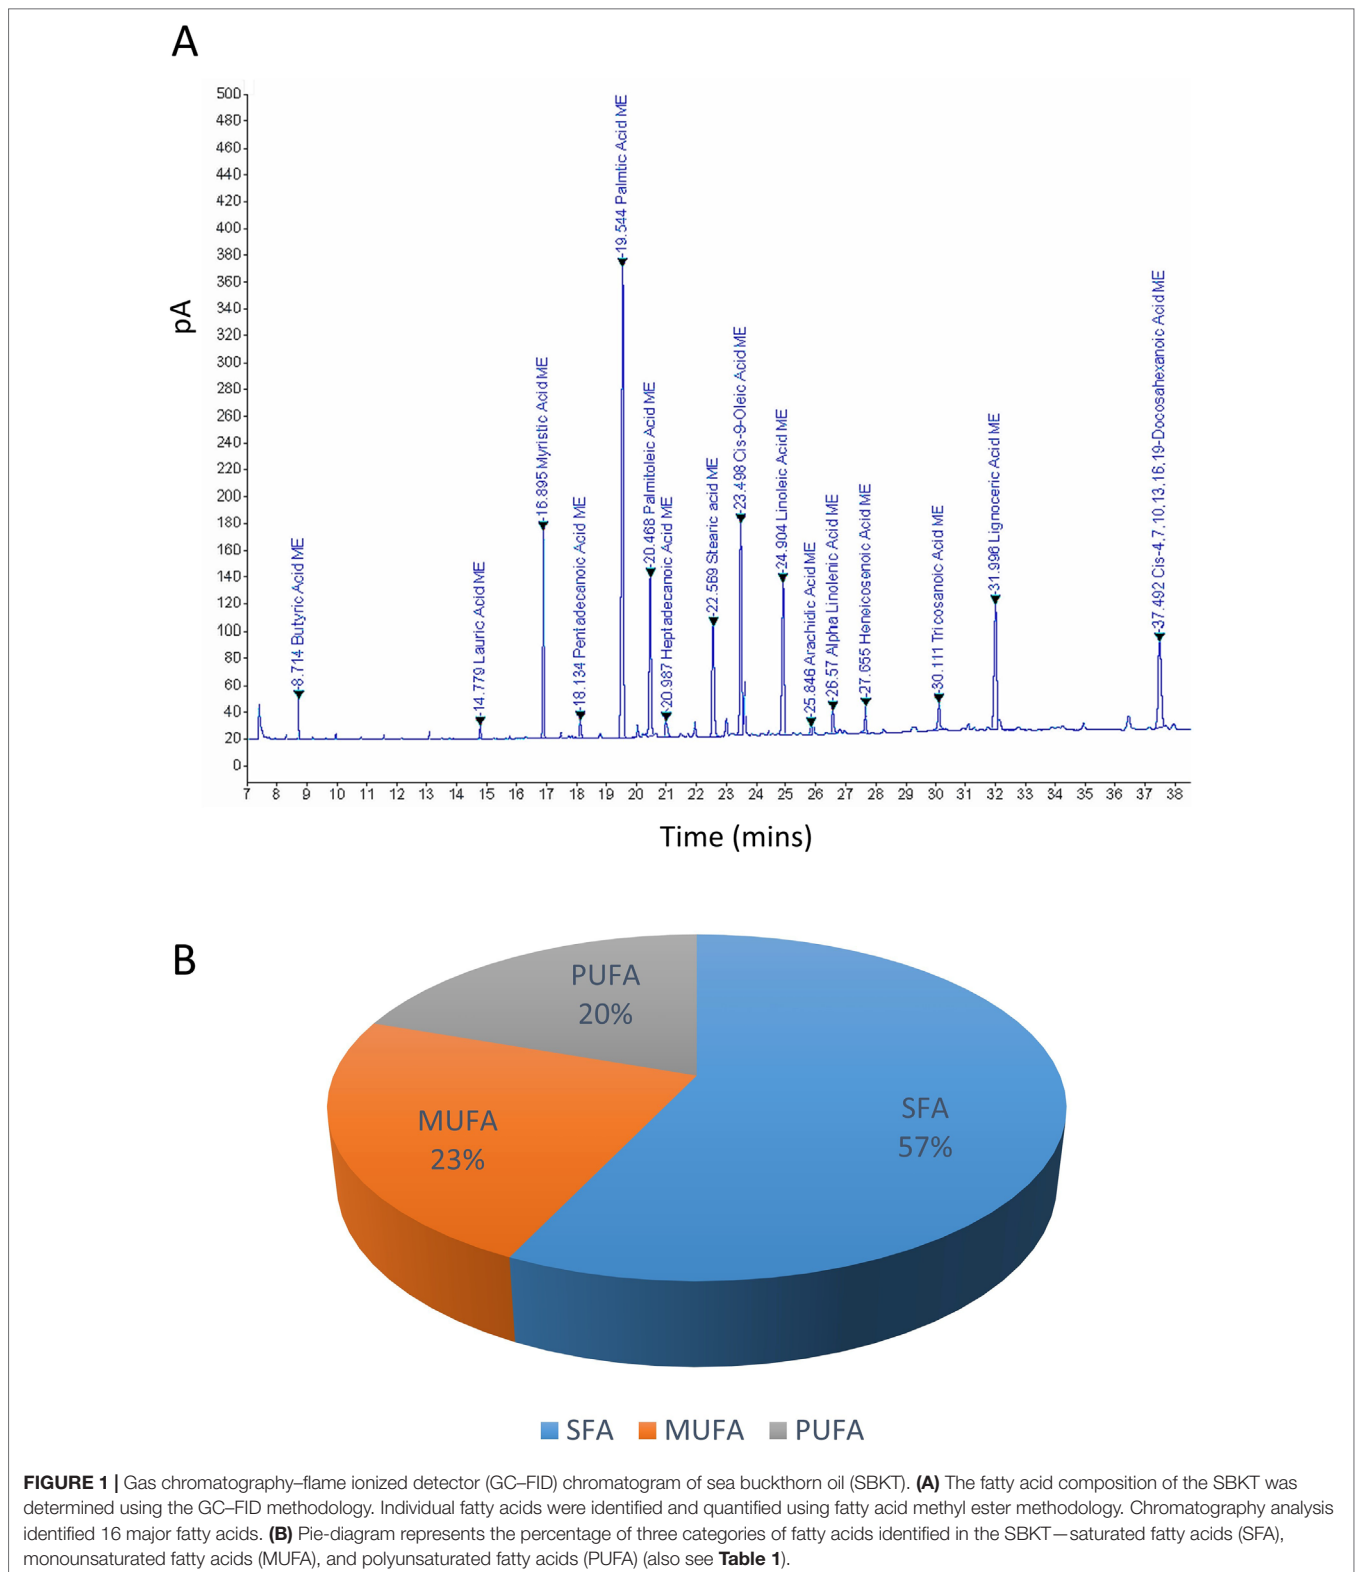 A
500
480
460
440
420
400
380
360
340
320
300
280
260
240
220
200
180
160
140
120
100
80
60
40
20
0
pA
8.714 Butyric Acid ME
14.779 Lauric Acid ME
16.895 Myristic Acid ME
18.134 Pentadecanoic Acid ME
19.544 Palmtic Acid ME
20.468 Palmitoleic Acid ME
20.987 Heptadecanoic Acid ME
22.569 Stearic acid ME
23.498 Cis-9-Oleic Acid ME
24.904 Linoleic Acid ME
25.846 Arachidic Acid ME
26.57 Alpha Linolenic Acid ME
27.655 Heneicosenoic Acid ME
30.111 Tricosanoic Acid ME
31.996 Lignoceric Acid ME
37.492 Cis-4,7,10,13,16,19-Docosahexanoic Acid ME
7 8 9 10 11 12 13 14 15 16 17 18 19 20 21 22 23 24 25 26 27 28 29 30 31 32 33 34 35 36 37 38
Time (mins)
B
PUFA
20%
SFA
57%
MUFA
23%
SFA MUFA PUFA
FIGURE 1 | Gas chromatography–flame ionized detector (GC–FID) chromatogram of sea buckthorn oil (SBKT). (A) The fatty acid composition of the SBKT was
determined using the GC–FID methodology. Individual fatty acids were identified and quantified using fatty acid methyl ester methodology. Chromatography analysis
identified 16 major fatty acids. (B) Pie-diagram represents the percentage of three categories of fatty acids identified in the SBKT—saturated fatty acids (SFA),
monounsaturated fatty acids (MUFA), and polyunsaturated fatty acids (PUFA) (also see Table 1).